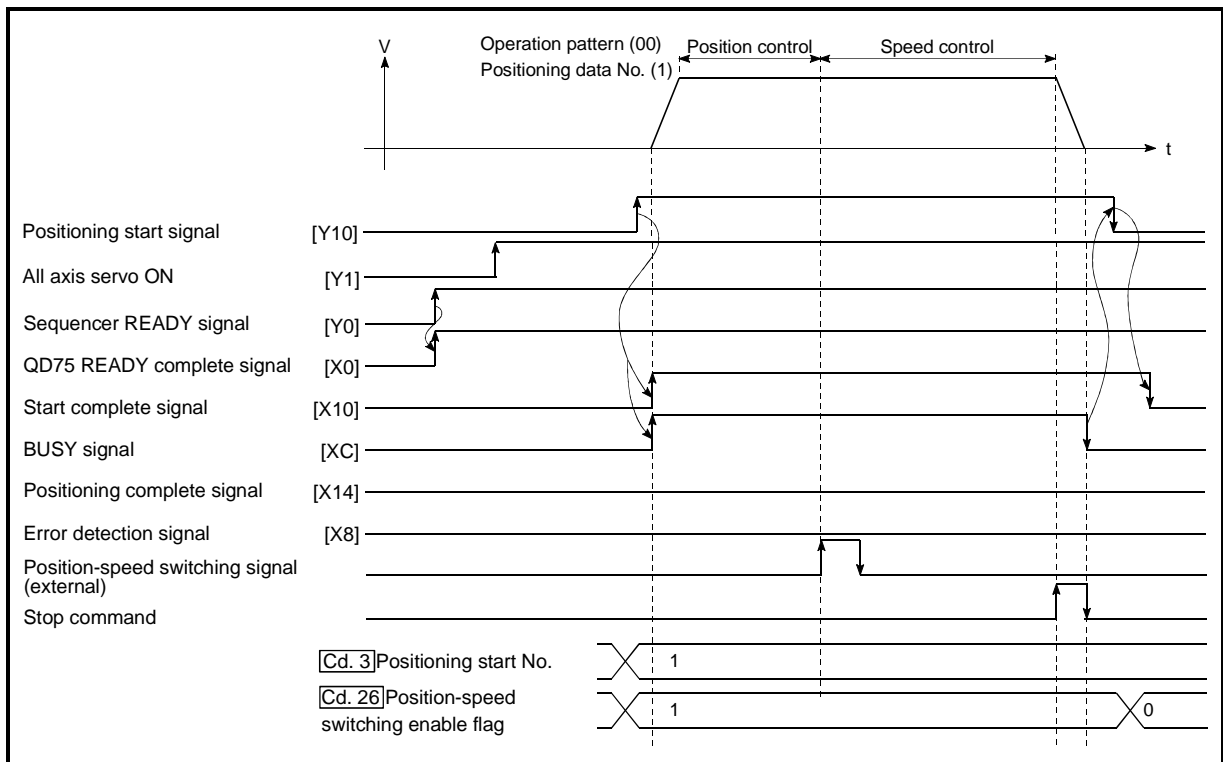 V
Operation pattern (00)
Position control
Speed control
Positioning data No. (1)
t
Positioning start signal [Y10]
All axis servo ON [Y1]
Sequencer READY signal [Y0]
QD75 READY complete signal [X0]
Start complete signal [X10]
BUSY signal [XC]
Positioning complete signal [X14]
Error detection signal [X8]
Position-speed switching signal
(external)
Stop command
Cd. 3 Positioning start No. 1
Cd. 26 Position-speed
switching enable flag 1 0